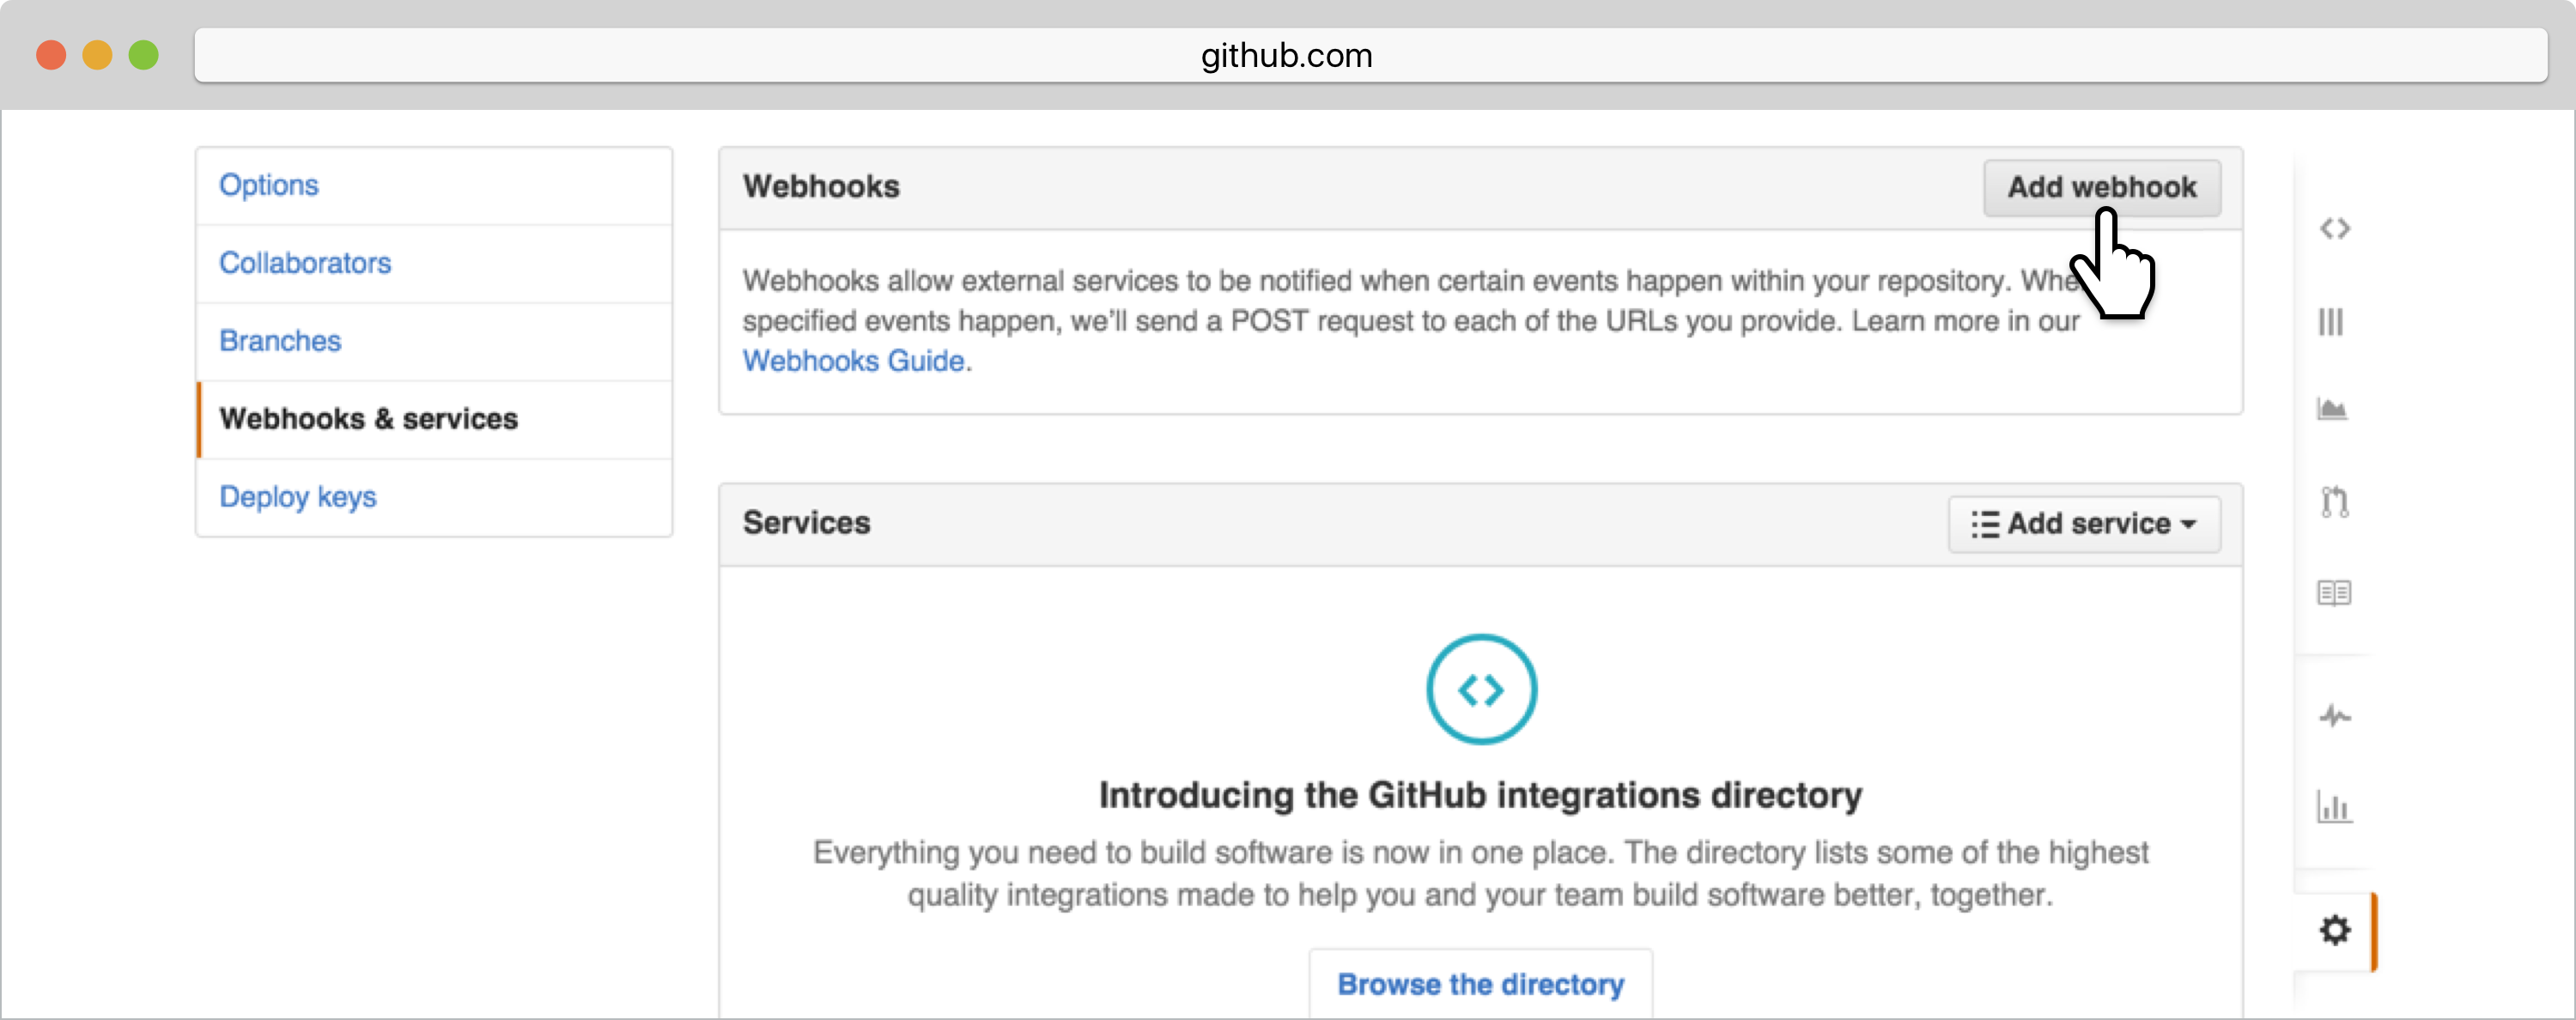 github.com
Options
Collaborators
Branches
Webhooks & services
Deploy keys
Webhooks
Add webhook
Webhooks allow external services to be notified when certain events happen within your repository.
specified events happen, we’ll send a POST request to each of the URLs you provide. Learn more in our
Webhooks Guide.
Services
Add service
Introducing the GitHub integrations directory
Everything you need to build software is now in one place. The directory lists some of the highest
quality integrations made to help you and your team build software better, together.
Browse the directory